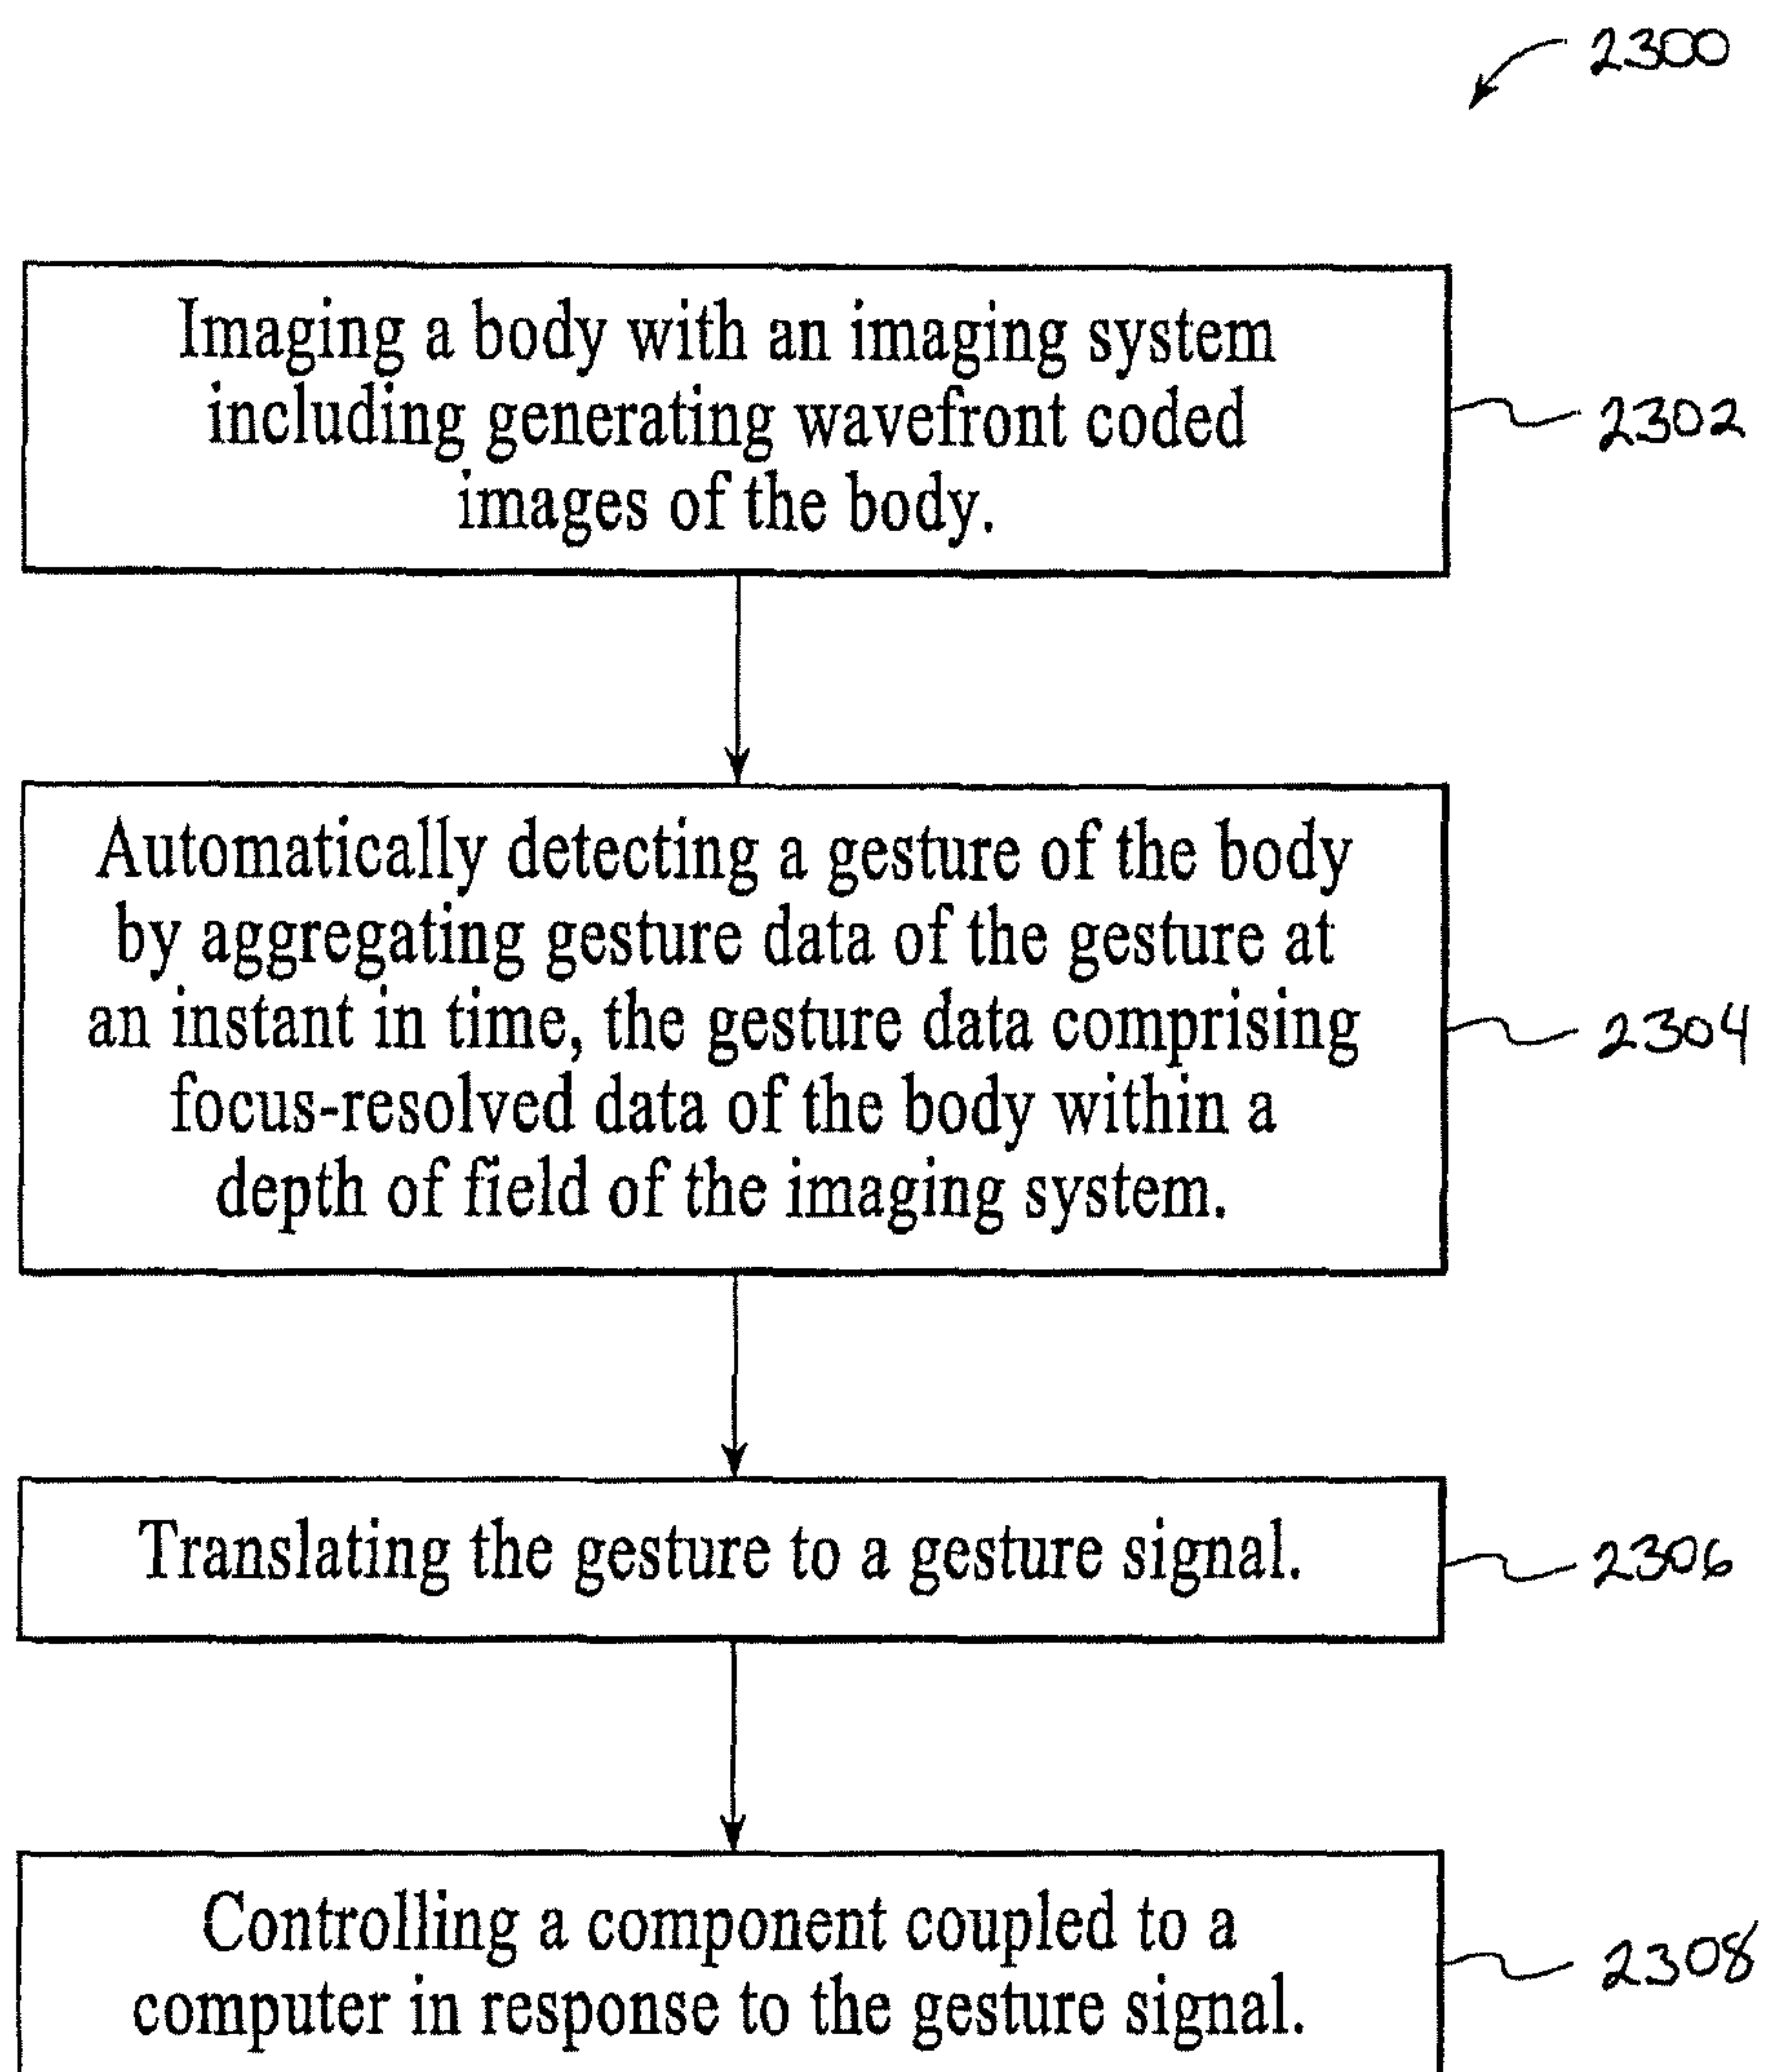 2300
Imaging a body with an imaging system
including generating wavefront coded
images of the body.
2302
Automatically detecting a gesture of the body
by aggregating gesture data of the gesture at
an instant in time, the gesture data comprising
focus-resolved data of the body within a
depth of field of the imaging system.
2304
Translating the gesture to a gesture signal.
2306
Controlling a component coupled to a
computer in response to the gesture signal.
2308